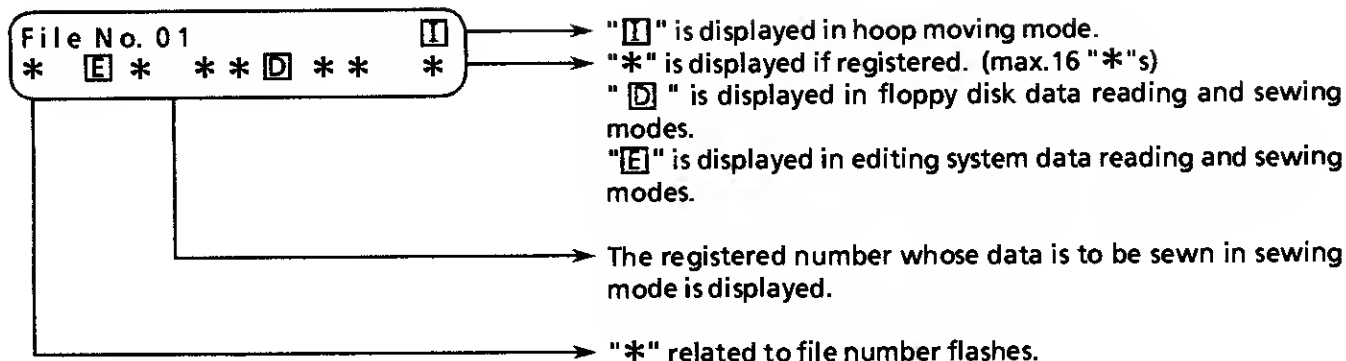 File No. 01 🄸
* 🄴 * * * 🄳 * * *
"🄸" is displayed in hoop moving mode.
"*" is displayed if registered. (max.16 "*"s)
" 🄳 " is displayed in floppy disk data reading and sewing
modes.
"🄴" is displayed in editing system data reading and sewing
modes.
The registered number whose data is to be sewn in sewing
mode is displayed.
"*" related to file number flashes.